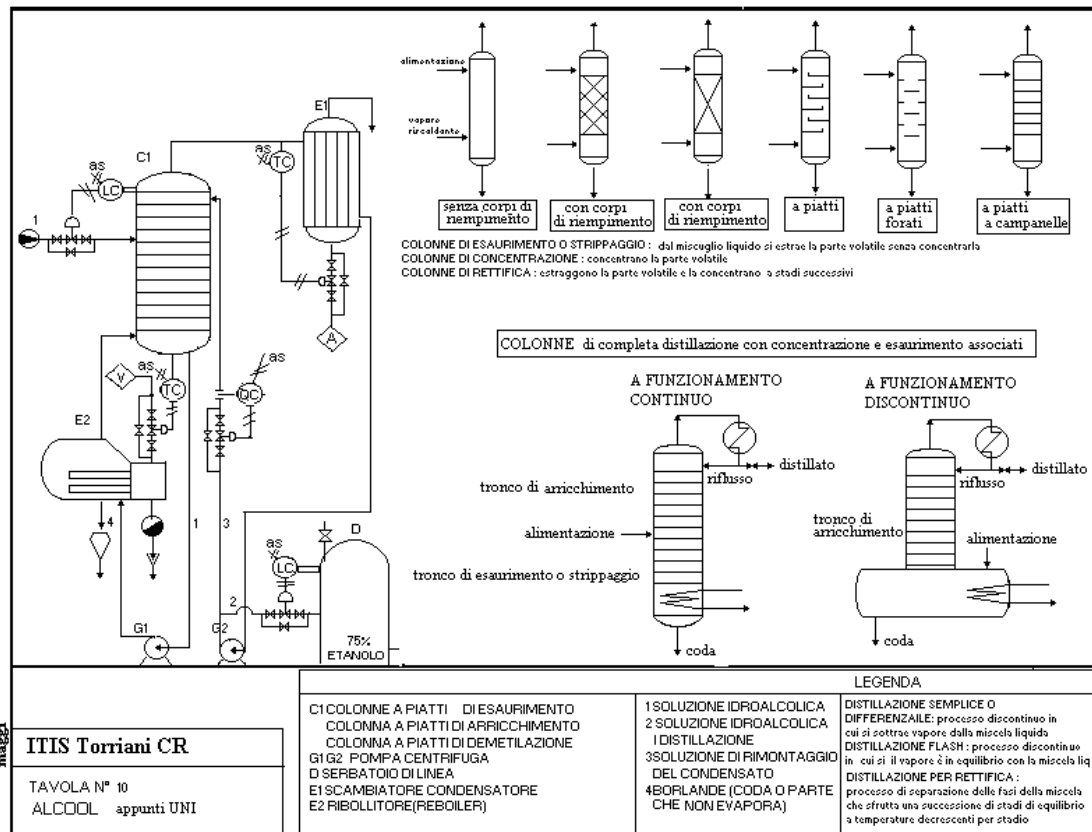 E1
as
TC
C1
as
LC
1
A
as
V
TC
as
QC
E2
4
1
3
as
LC
D
2
G1
G2
75%
ETANOLO
alimentazione
vapore
riscaldante
senza corpi di
riempimento
con corpi
di riempimento
con corpi
di riempimento
a piatti
a piatti
forati
a piatti
a campanelle
COLONNE DI ESAURIMENTO O STRIPPAGGIO : dal miscuglio liquido si estrae la parte volatile senza concentrarla
COLONNE DI CONCENTRAZIONE : concentrano la parte volatile
COLONNE DI RETTIFICA : estraggono la parte volatile e la concentrano a stadi successivi
COLONNE di completa distillazione con concentrazione e esaurimento associati
A FUNZIONAMENTO
CONTINUO
distillato
riflusso
tronco di arricchimento
alimentazione
tronco di esaurimento o strippaggio
coda
A FUNZIONAMENTO
DISCONTINUO
distillato
riflusso
tronco di
arricchimento
alimentazione
coda
maggi
ITIS Torriani CR
TAVOLA N° 10
ALCOOL appunti UNI
LEGENDA
C1 COLONNE A PIATTI DI ESAURIMENTO
COLONNA A PIATTI DI ARRICCHIMENTO
COLONNA A PIATTI DI DEMETILAZIONE
G1G2 POMPA CENTRIFUGA
D SERBATOIO DI LINEA
E1 SCAMBIATORE CONDENSATORE
E2 RIBOLLITORE(REBOILER)
1 SOLUZIONE IDROALCOLICA
2 SOLUZIONE IDROALCOLICA
I DISTILLAZIONE
3 SOLUZIONE DI RIMONTAGGIO
DEL CONDENSATO
4 BORLANDE (CODA O PARTE
CHE NON EVAPORA)
DISTILLAZIONE SEMPLICE O
DIFFERENZAILE: processo discontinuo in
cui si sottrae vapore dalla miscela liquida
DISTILLAZIONE FLASH : processo discontinuo
in cui si il vapore è in equilibrio con la miscela liq
DISTILLAZIONE PER RETTIFICA :
processo di separazione delle fasi della miscela
che sfrutta una successione di stadi di equilibrio
a temperature decrescenti per stadio